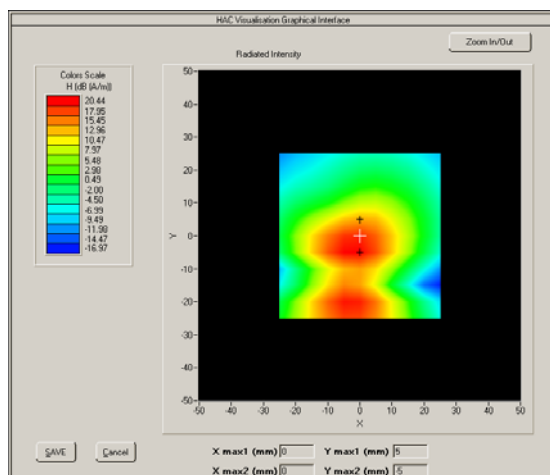 HAC Visualisation Graphical Interface
Zoom In/Out
Radiated Intensity
Colors Scale
H (dB (A/m))
20.44
17.95
15.45
12.96
10.47
7.97
5.48
2.98
0.49
-2.00
-4.50
-6.99
-9.49
-11.98
-14.47
-16.97
50
40
30
20
10
0
-10
-20
-30
-40
-50
Y
-50 -40 -30 -20 -10 0 10 20 30 40 50
X
SAVE Cancel
X max1 (mm) 0 Y max1 (mm) 5
X max2 (mm) 0 Y max2 (mm) -5